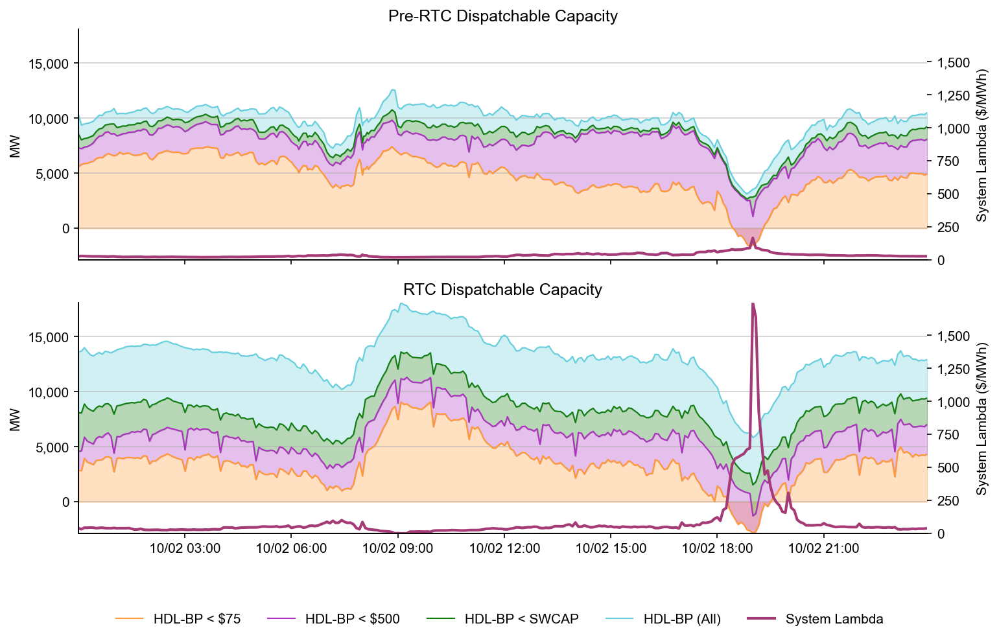 Pre-RTC Dispatchable Capacity
MW
15,000
10,000
5,000
0
1,500
1,250
1,000
750
500
250
0
System Lambda ($/MWh)
RTC Dispatchable Capacity
MW
15,000
10,000
5,000
0
1,500
1,250
1,000
750
500
250
0
System Lambda ($/MWh)
10/02 03:00 10/02 06:00 10/02 09:00 10/02 12:00 10/02 15:00 10/02 18:00 10/02 21:00
HDL-BP < $75 HDL-BP < $500 HDL-BP < SWCAP HDL-BP (All) System Lambda